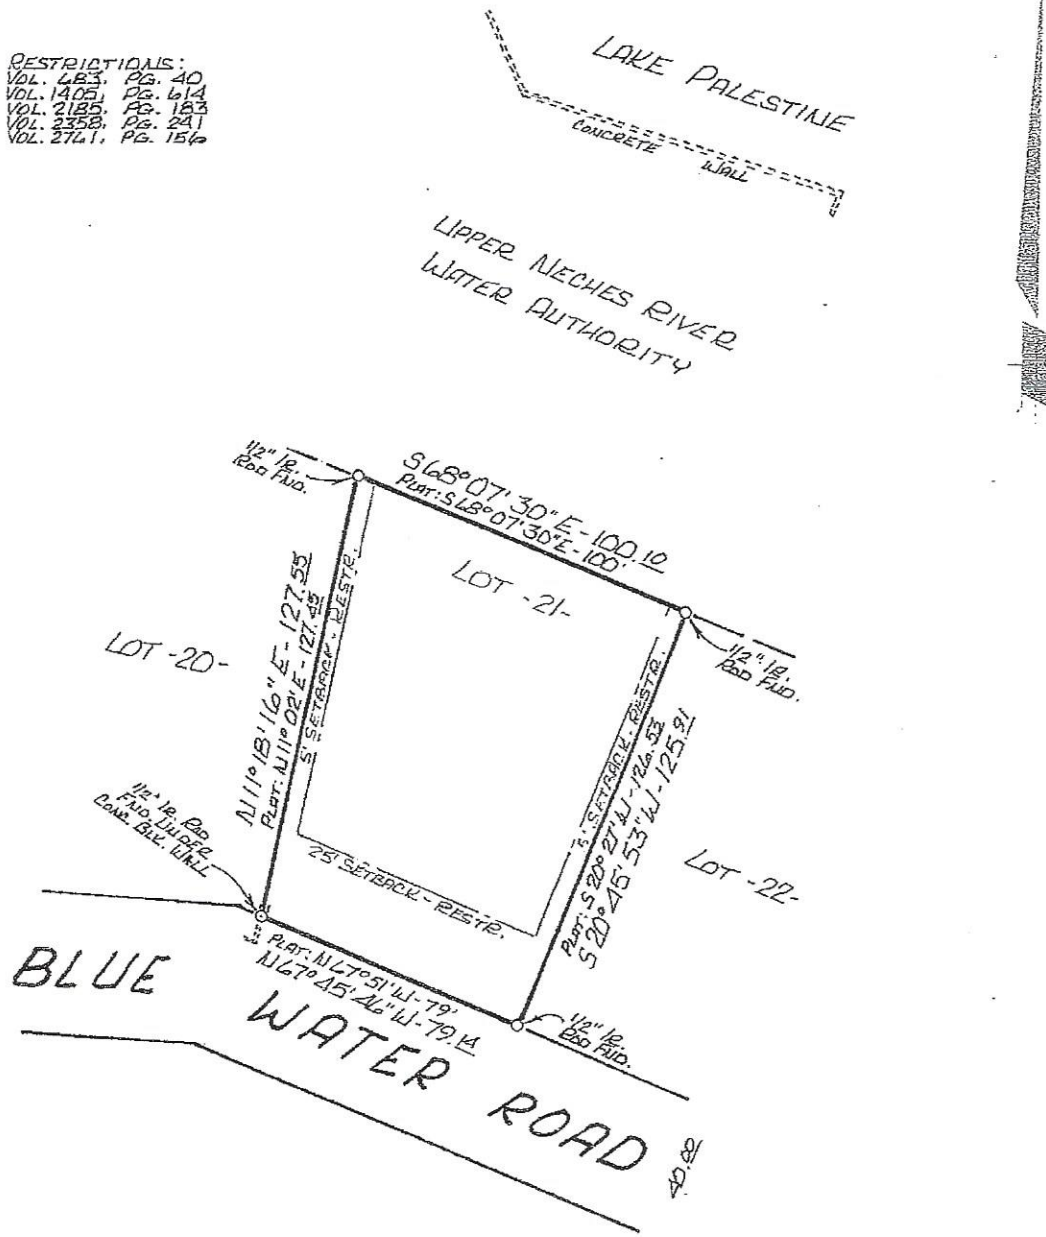 RESTRICTIONS:
VOL. 683, PG. 40
VOL. 1405, PG. 614
VOL. 2185, PG. 183
VOL. 2358, PG. 241
VOL. 2761, PG. 156
LAKE PALESTINE
CONCRETE WALL
UPPER NECHES RIVER
WATER AUTHORITY
1/2" IR.
ROD FND.
S68°07'30"E-100.10
PLAT: S68°07'30"E-100'
LOT -21-
1/2" IR.
ROD FND.
LOT -20-
N11°18'16"E-127.55
PLAT: N11°02'E-127.45
5' SETBACK-RESTR.
5' SETBACK-RESTR.
PLAT: S20°27'W-126.53
S20°45'53"W-125.91
LOT -22-
1/2" IR. ROD
FND. UNDER
CONC. BLK. WALL
25' SETBACK-RESTR.
PLAT: N67°51'W-79'
N67°45'46"W-79.14
1/2" IR.
ROD FND.
BLUE WATER ROAD
40.00